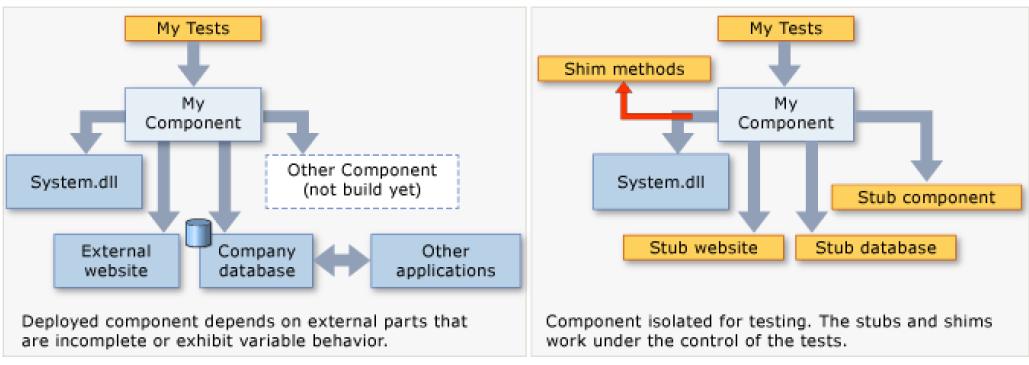 My Tests
My
Component
System.dll
Other Component
(not build yet)
External
website
Company
database
Other
applications
Deployed component depends on external parts that
are incomplete or exhibit variable behavior.
My Tests
Shim methods
My
Component
System.dll
Stub component
Stub website
Stub database
Component isolated for testing. The stubs and shims
work under the control of the tests.